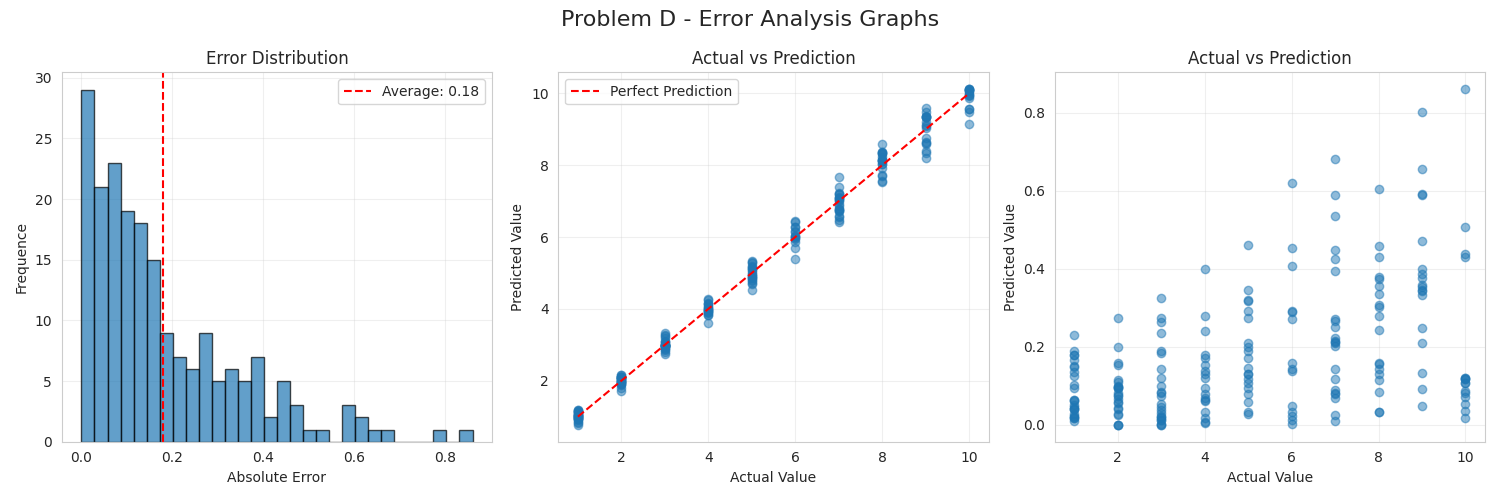 Problem D - Error Analysis Graphs
Error Distribution
30
25
20
15
10
5
0
Frequence
0.0 0.2 0.4 0.6 0.8
Absolute Error
Average: 0.18
Actual vs Prediction
10
8
6
4
2
Predicted Value
2 4 6 8 10
Actual Value
Perfect Prediction
Actual vs Prediction
0.8
0.6
0.4
0.2
0.0
Predicted Value
2 4 6 8 10
Actual Value